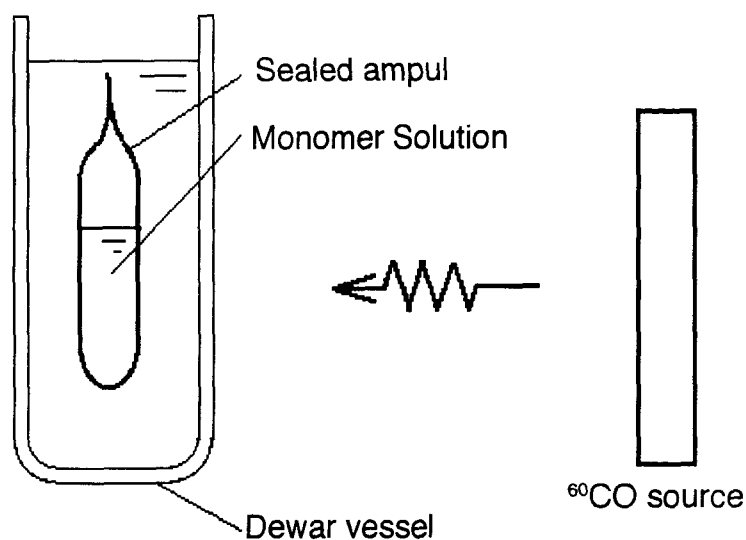 Sealed ampul
Monomer Solution
⁶⁰CO source
Dewar vessel